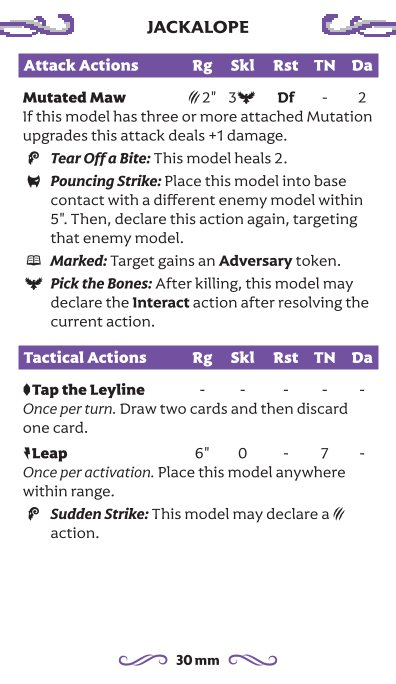 JACKALOPE
Attack Actions Rg Skl Rst TN Da
Mutated Maw 2" 3 Df - 2
If this model has three or more attached Mutation
upgrades this attack deals +1 damage.
Tear Off a Bite: This model heals 2.
Pouncing Strike: Place this model into base
contact with a different enemy model within
5". Then, declare this action again, targeting
that enemy model.
Marked: Target gains an Adversary token.
Pick the Bones: After killing, this model may
declare the Interact action after resolving the
current action.
Tactical Actions Rg Skl Rst TN Da
Tap the Leyline - - - - -
Once per turn. Draw two cards and then discard
one card.
Leap 6" 0 - 7 -
Once per activation. Place this model anywhere
within range.
Sudden Strike: This model may declare a
action.
30 mm